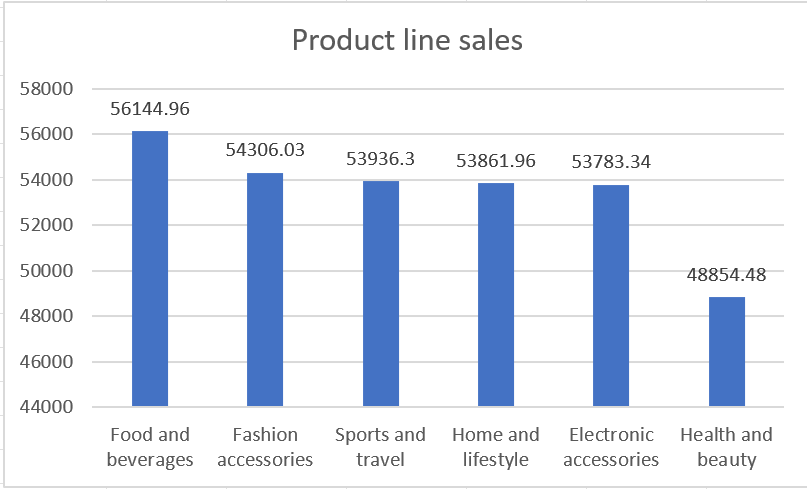 Product line sales
58000
56000
54000
52000
50000
48000
46000
44000
56144.96
54306.03
53936.3
53861.96
53783.34
48854.48
Food and
beverages
Fashion
accessories
Sports and
travel
Home and
lifestyle
Electronic
accessories
Health and
beauty